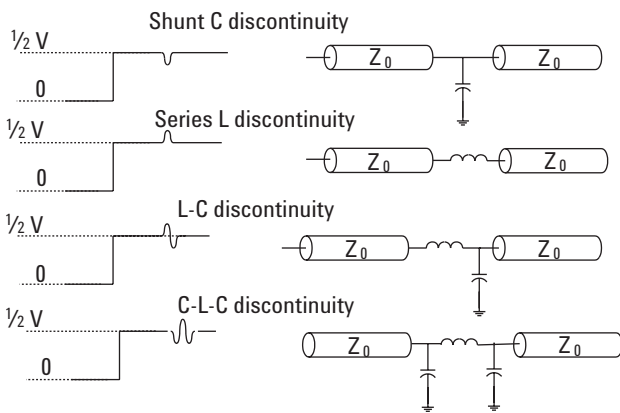 Shunt C discontinuity
½ V
0
Z₀ Z₀
Series L discontinuity
½ V
0
Z₀ Z₀
L-C discontinuity
½ V
0
Z₀ Z₀
C-L-C discontinuity
½ V
0
Z₀ Z₀